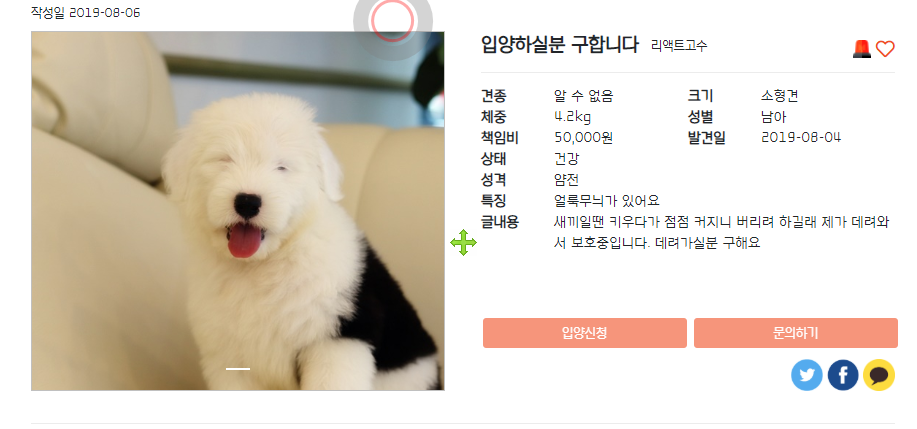 작성일 2019-08-06
입양하실분 구합니다 리액트고수
견종 알 수 없음 크기 소형견
체중 4.2kg 성별 남아
책임비 50,000원 발견일 2019-08-04
상태 건강
성격 얌전
특징 얼룩무늬가 있어요
글내용 새끼일땐 키우다가 점점 커지니 버리려 하길래 제가 데려와
서 보호중입니다. 데려가실분 구해요
입양신청 문의하기